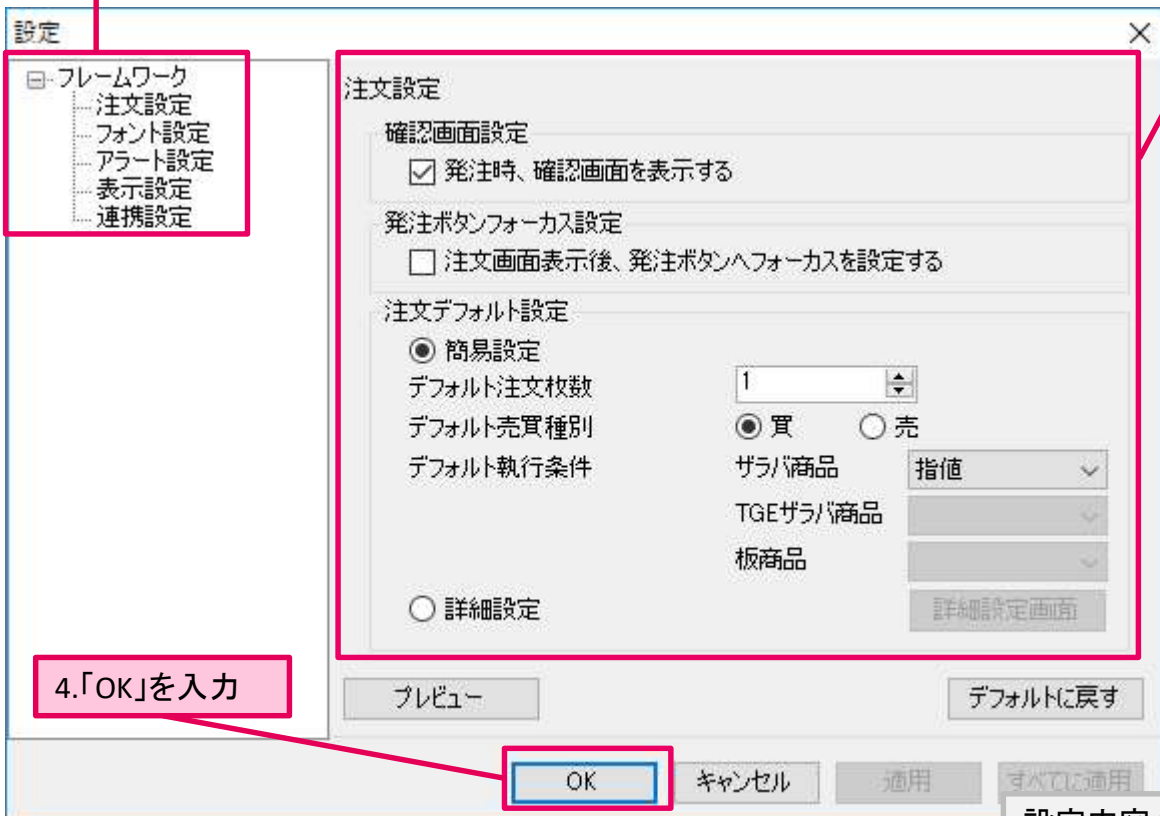 設定
フレームワーク
注文設定
フォント設定
アラート設定
表示設定
連携設定
注文設定
確認画面設定
発注時、確認画面を表示する
発注ボタンフォーカス設定
注文画面表示後、発注ボタンへフォーカスを設定する
注文デフォルト設定
簡易設定
デフォルト注文枚数 1
デフォルト売買種別 買 売
デフォルト執行条件 ザラバ商品 指値
TGEザラバ商品
板商品
詳細設定 詳細設定画面
4.「OK」を入力
プレビュー デフォルトに戻す
OK キャンセル 適用 すべてに適用
設定内容